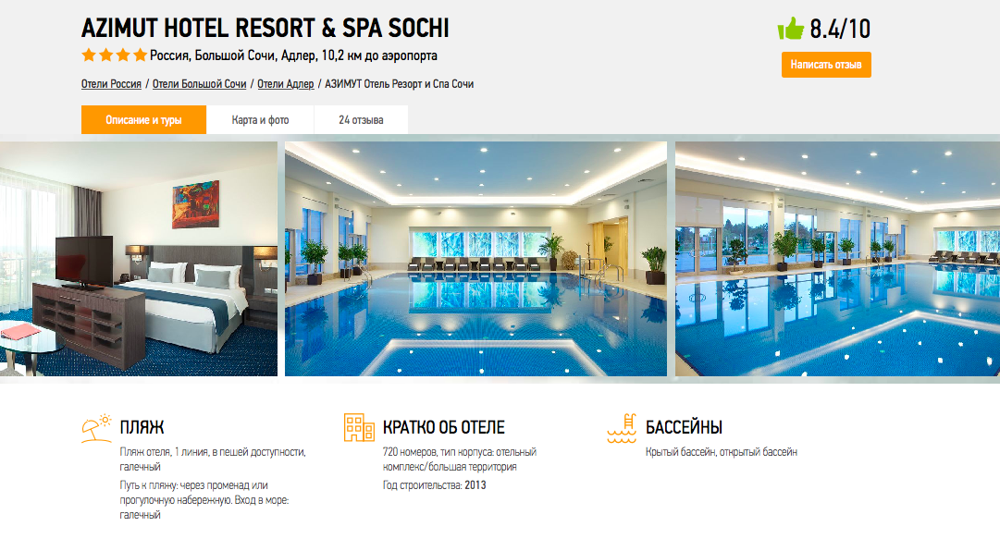 AZIMUT HOTEL RESORT & SPA SOCHI
8.4/10
Россия, Большой Сочи, Адлер, 10,2 км до аэропорта
Написать отзыв
Отели Россия / Отели Большой Сочи / Отели Адлер / АЗИМУТ Отель Резорт и Спа Сочи
Описание и туры
Карта и фото
24 отзыва
ПЛЯЖ
Пляж отеля, 1 линия, в пешей доступности,
галечный
Путь к пляжу: через променад или
прогулочную набережную. Вход в море:
галечный
КРАТКО ОБ ОТЕЛЕ
720 номеров, тип корпуса: отельный
комплекс/большая территория
Год строительства: 2013
БАССЕЙНЫ
Крытый бассейн, открытый бассейн